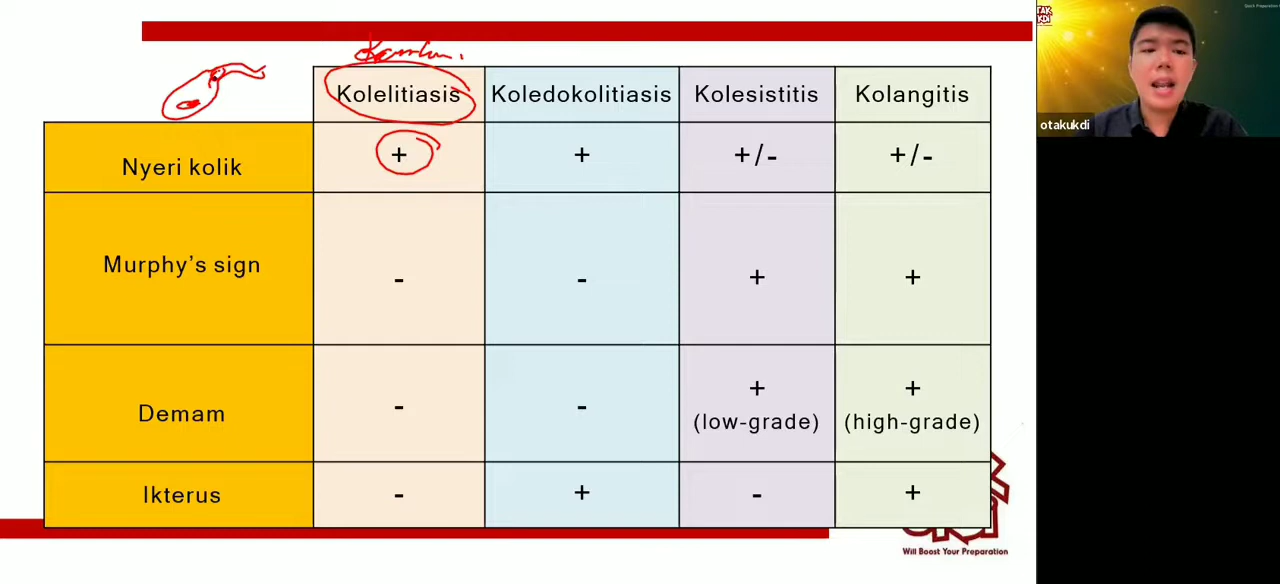 Kolelitiasis Koledokolitiasis Kolesistitis Kolangitis
Nyeri kolik + + +/- +/-
Murphy's sign - - + +
Demam - - + (low-grade) + (high-grade)
Ikterus - + - +
Will Boost Your Preparation
otakukdi